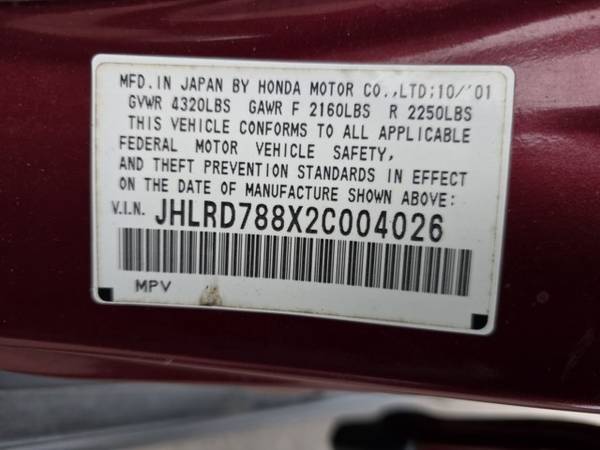 MFD.IN JAPAN BY HONDA MOTOR CO.,LTD;10/'01
GVWR 4320LBS GAWR F 2160LBS R 2250LBS
THIS VEHICLE CONFORMS TO ALL APPLICABLE
FEDERAL MOTOR VEHICLE SAFETY,
AND THEFT PREVENTION STANDARDS IN EFFECT
ON THE DATE OF MANUFACTURE SHOWN ABOVE:
V.I.N. JHLRD788X2C004026
MPV